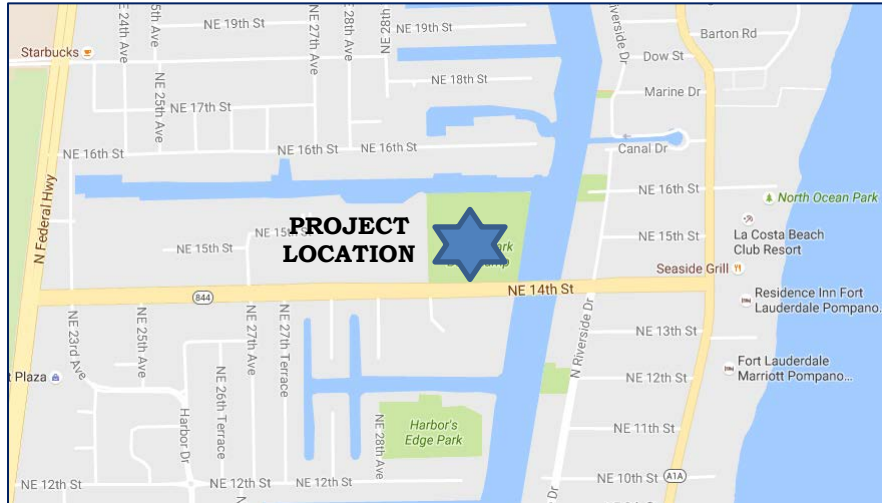 NE 24th Ave
5th Ave
NE 19th St
NE 27th Ave
NE 28th Ave
NE 28th
NE 19th St
N Riverside Dr
Barton Rd
Starbucks
Dow St
NE 18th St
Marine Dr
NE 17th St
NE 25th Ave
NE 16th St
NE 16th St
NE 16th St
Canal Dr
N Federal Hwy
NE 16th St
North Ocean Park
PROJECT
LOCATION
NE 15th St
NE 15th St
ork
mp
NE 15th St
La Costa Beach
Club Resort
Seaside Grill
844
NE 14th St
Residence Inn Fort
Lauderdale Pompano...
NE 23rd Ave
NE 25th Ave
NE 27th Ave
NE 27th Terrace
N Riverside Dr
NE 13th St
t Plaza
NE 26th Terrace
NE 12th St
Fort Lauderdale
Marriott Pompano...
Harbor Dr
NE 28th Ave
Harbor's
Edge Park
NE 11th St
NE 12th St
NE 12th St
Dr
NE 10th St
A1A